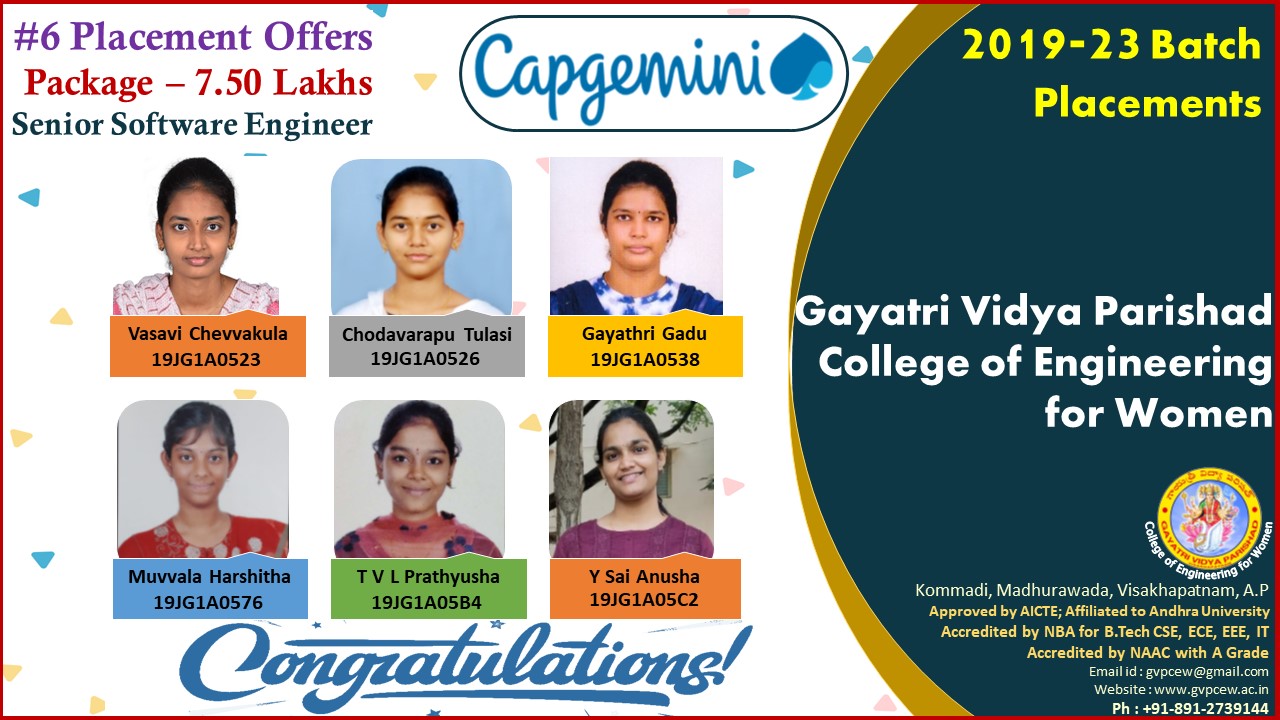 #6 Placement Offers
Package – 7.50 Lakhs
Senior Software Engineer
Capgemini
2019-23 Batch
Placements
Vasavi Chevvakula
19JG1A0523
Chodavarapu Tulasi
19JG1A0526
Gayathri Gadu
19JG1A0538
Muvvala Harshitha
19JG1A0576
T V L Prathyusha
19JG1A05B4
Y Sai Anusha
19JG1A05C2
Congratulations!
Gayatri Vidya Parishad
College of Engineering
for Women
GAYATRI VIDYA PARISHAD
College of Engineering for Women
Kommadi, Madhurawada, Visakhapatnam, A.P
Approved by AICTE; Affiliated to Andhra University
Accredited by NBA for B.Tech CSE, ECE, EEE, IT
Accredited by NAAC with A Grade
Email id : gvpcew@gmail.com
Website : www.gvpcew.ac.in
Ph : +91-891-2739144